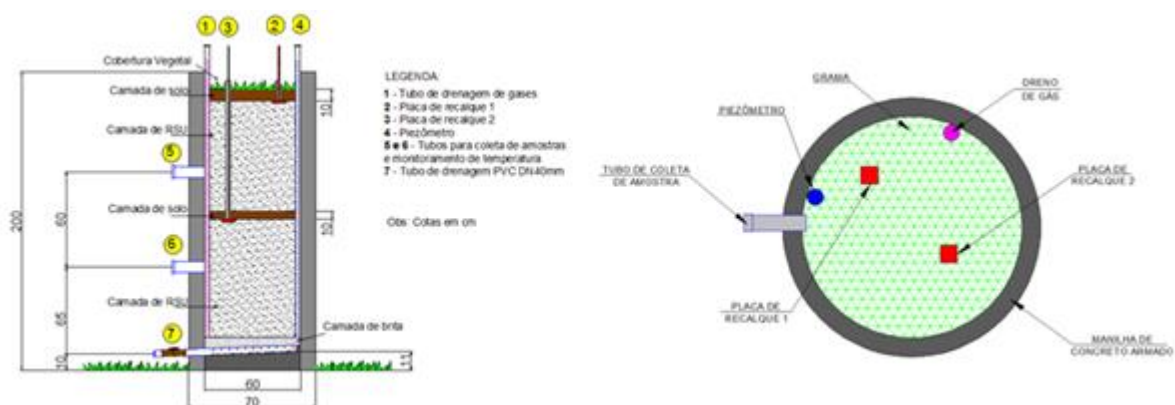 1 3 2 4
Cobertura Vegetal
Camada de solo
10
Camada de RSU
5
200
60
Camada de solo
10
6
Camada de RSU
65
Camada de brita
7
10
11
60
70
LEGENDA:
1 - Tubo de drenagem de gases
2 - Placa de recalque 1
3 - Placa de recalque 2
4 - Piezômetro
5 e 6 - Tubos para coleta de amostras
e monitoramento de temperatura
7 - Tubo de drenagem PVC DN40mm
Obs: Cotas em cm
GRAMA
DRENO
DE GÁS
PIEZÔMETRO
TUBO DE COLETA
DE AMOSTRA
PLACA DE
RECALQUE 2
PLACA DE
RECALQUE 1
MANILHA DE
CONCRETO ARMADO